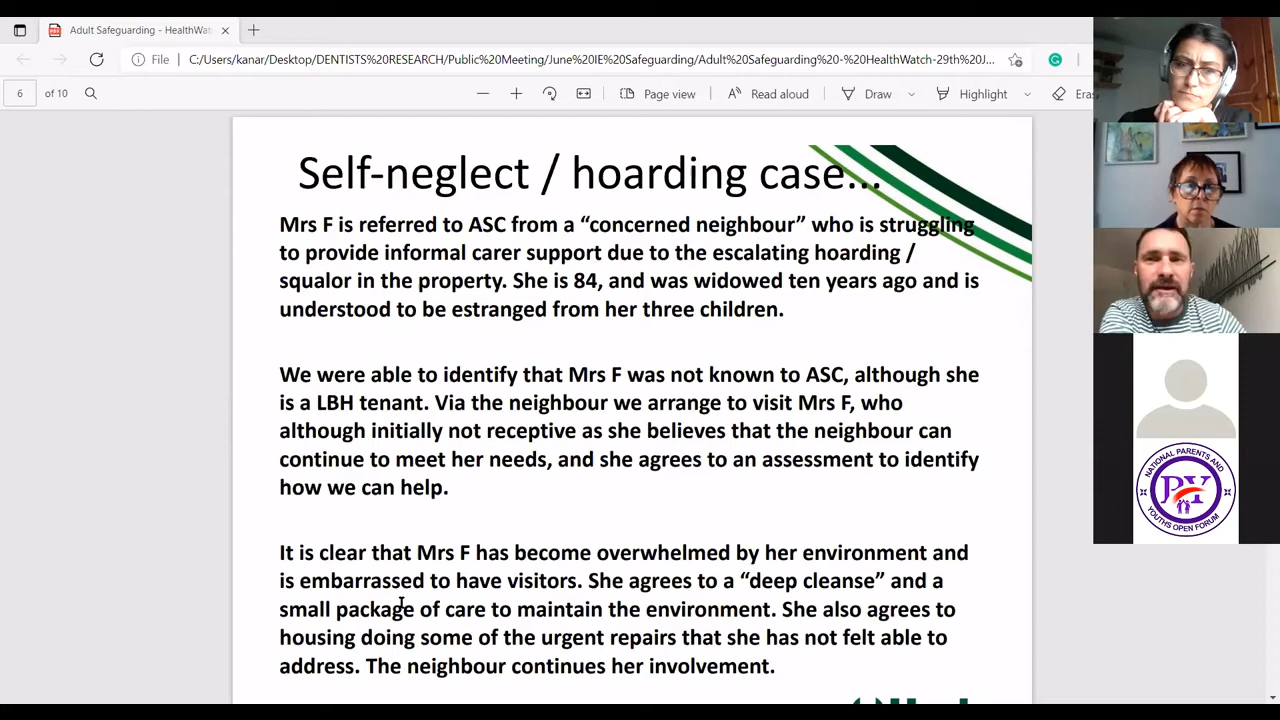 Adult Safeguarding - HealthWat
File
C:/Users/kanar/Desktop/DENTISTS%20RESEARCH/Public%20Meeting/June%20IE%20Safeguarding/Adult%20Safeguarding%20-%20HealthWatch-29th%20J...
6 of 10
Page view
Read aloud
Draw
Highlight
Eras
Self-neglect / hoarding case...
Mrs F is referred to ASC from a “concerned neighbour” who is struggling
to provide informal carer support due to the escalating hoarding /
squalor in the property. She is 84, and was widowed ten years ago and is
understood to be estranged from her three children.
We were able to identify that Mrs F was not known to ASC, although she
is a LBH tenant. Via the neighbour we arrange to visit Mrs F, who
although initially not receptive as she believes that the neighbour can
continue to meet her needs, and she agrees to an assessment to identify
how we can help.
It is clear that Mrs F has become overwhelmed by her environment and
is embarrassed to have visitors. She agrees to a “deep cleanse” and a
small package of care to maintain the environment. She also agrees to
housing doing some of the urgent repairs that she has not felt able to
address. The neighbour continues her involvement.
NATIONAL PARENTS AND
PY
YOUTHS OPEN FORUM